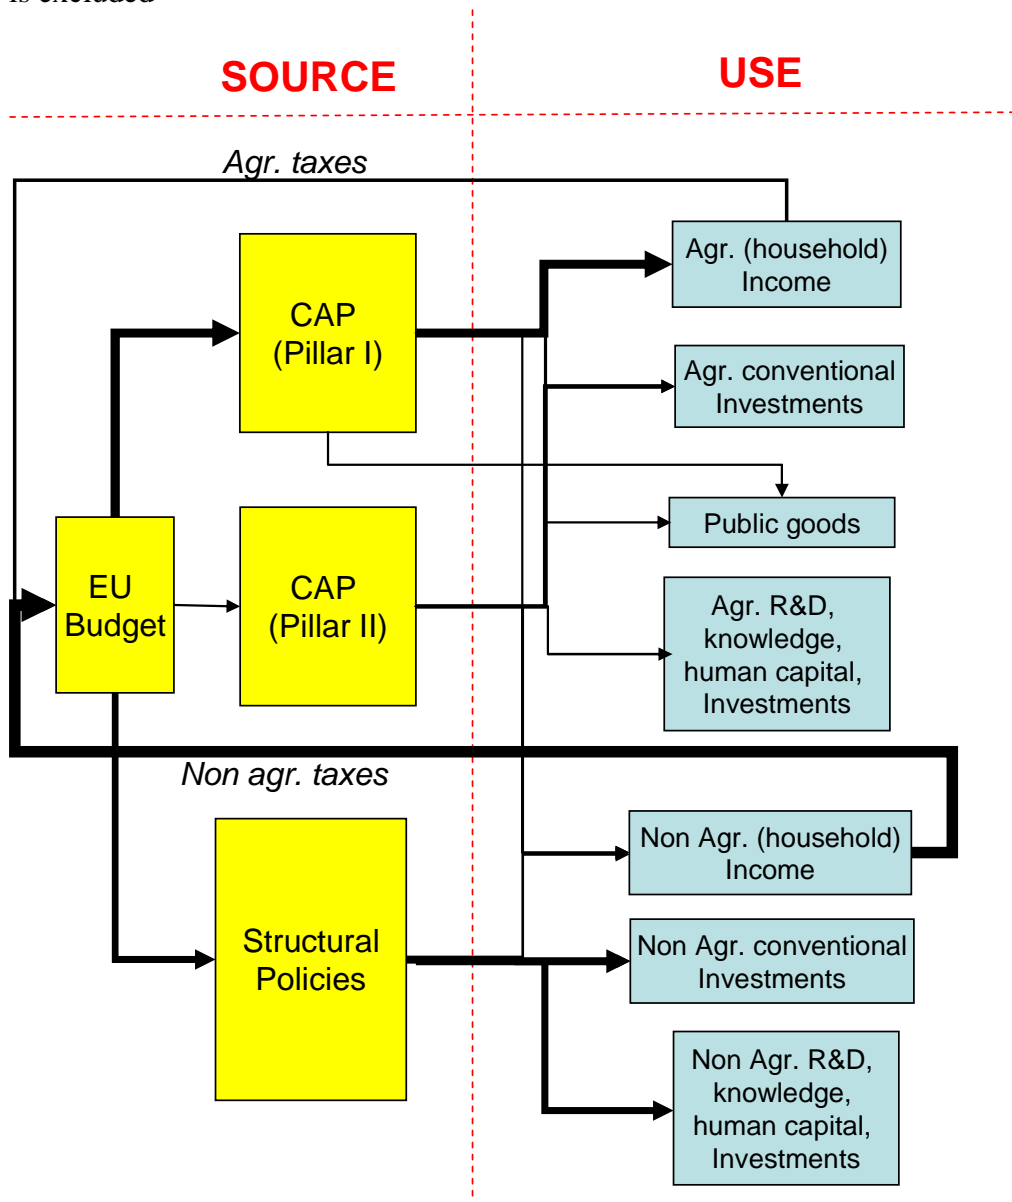 is excluded
SOURCE
USE
Agr. taxes
Agr. (household)
Income
CAP
(Pillar I)
Agr. conventional
Investments
Public goods
EU
Budget
CAP
(Pillar II)
Agr. R&D,
knowledge,
human capital,
Investments
Non agr. taxes
Non Agr. (household)
Income
Structural
Policies
Non Agr. conventional
Investments
Non Agr. R&D,
knowledge,
human capital,
Investments